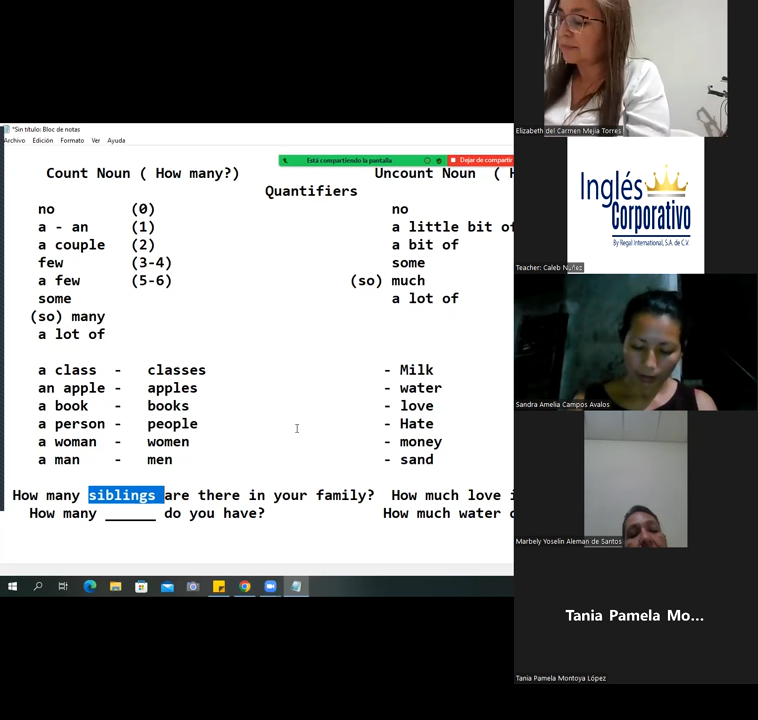 *Sin título: Bloc de notas
Archivo Edición Formato Ver Ayuda
Está compartiendo la pantalla Dejar de compartir
Count Noun ( How many?) Uncount Noun (
Quantifiers
no (0) no
a - an (1) a little bit of
a couple (2) a bit of
few (3-4) some
a few (5-6) (so) much
some a lot of
(so) many
a lot of
a class - classes - Milk
an apple - apples - water
a book - books - love
a person - people - Hate
a woman - women - money
a man - men - sand
How many siblings are there in your family? How much love
How many _____ do you have? How much water
Elizabeth del Carmen Mejia Torres
Inglés
Corporativo
By Regal International, S.A. de C.V.
Teacher: Caleb Nuñez
Sandra Amelia Campos Avalos
Marbely Yoselin Aleman de Santos
Tania Pamela Mo...
Tania Pamela Montoya López